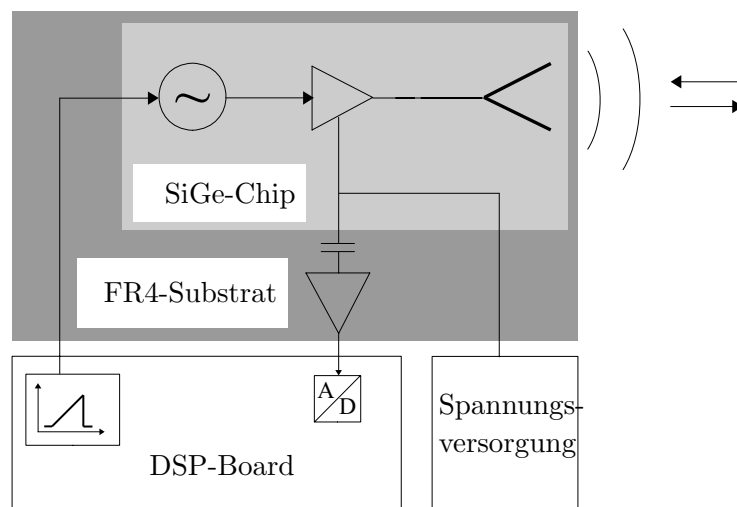 SiGe-Chip
FR4-Substrat
A
D
DSP-Board
Spannungs-
versorgung